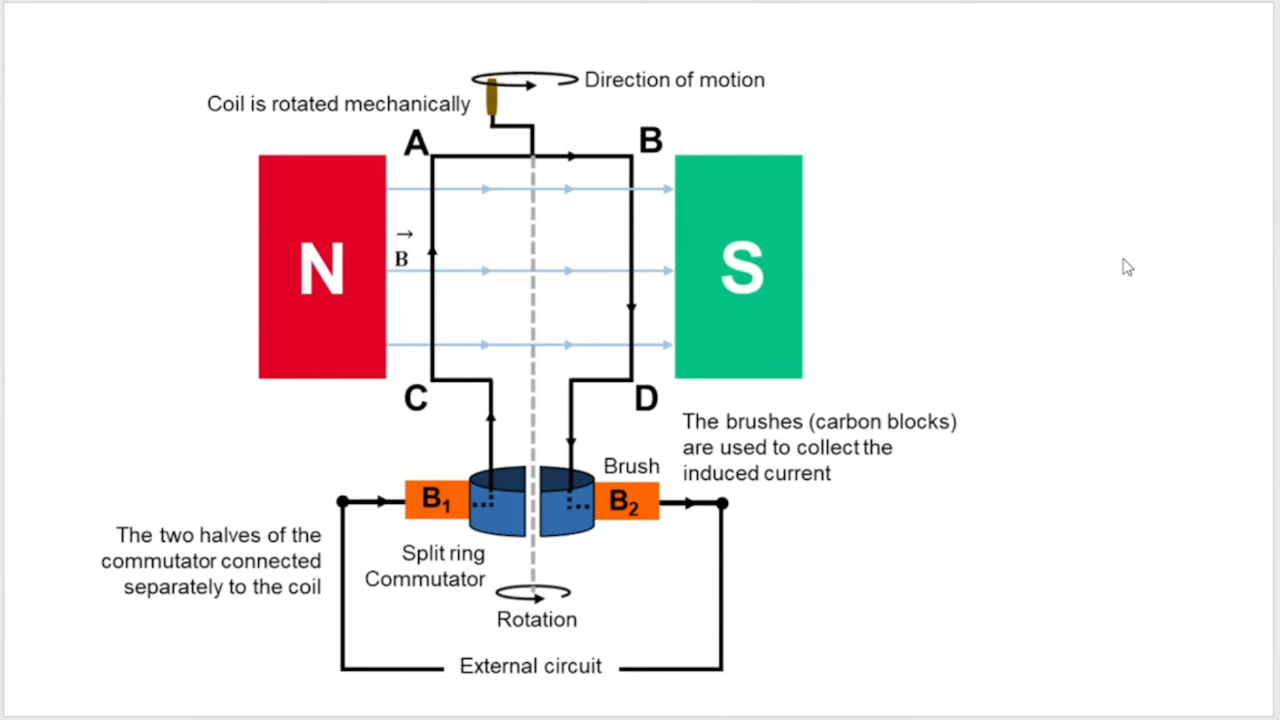 Direction of motion
Coil is rotated mechanically
A
B
N
→
B
S
C
D
The brushes (carbon blocks)
are used to collect the
induced current
Brush
B₁
B₂
The two halves of the
commutator connected
separately to the coil
Split ring
Commutator
Rotation
External circuit